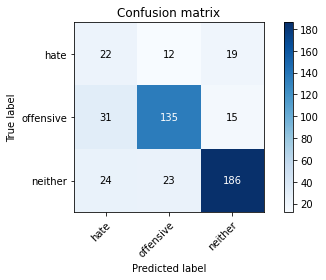 Confusion matrix
hate 22 12 19
offensive 31 135 15
neither 24 23 186
hate offensive neither
True label
Predicted label
180
160
140
120
100
80
60
40
20